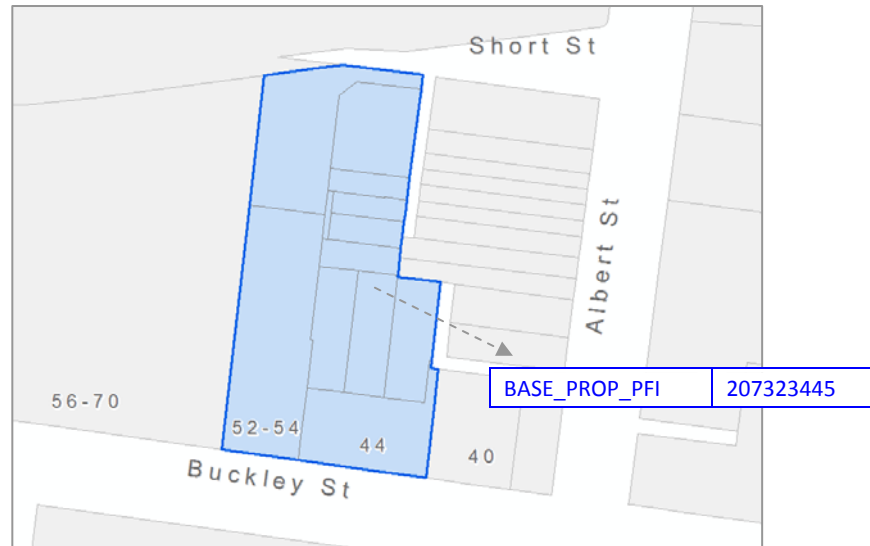 Short St
Albert St
BASE_PROP_PFI 207323445
56-70
52-54
44
40
Buckley St